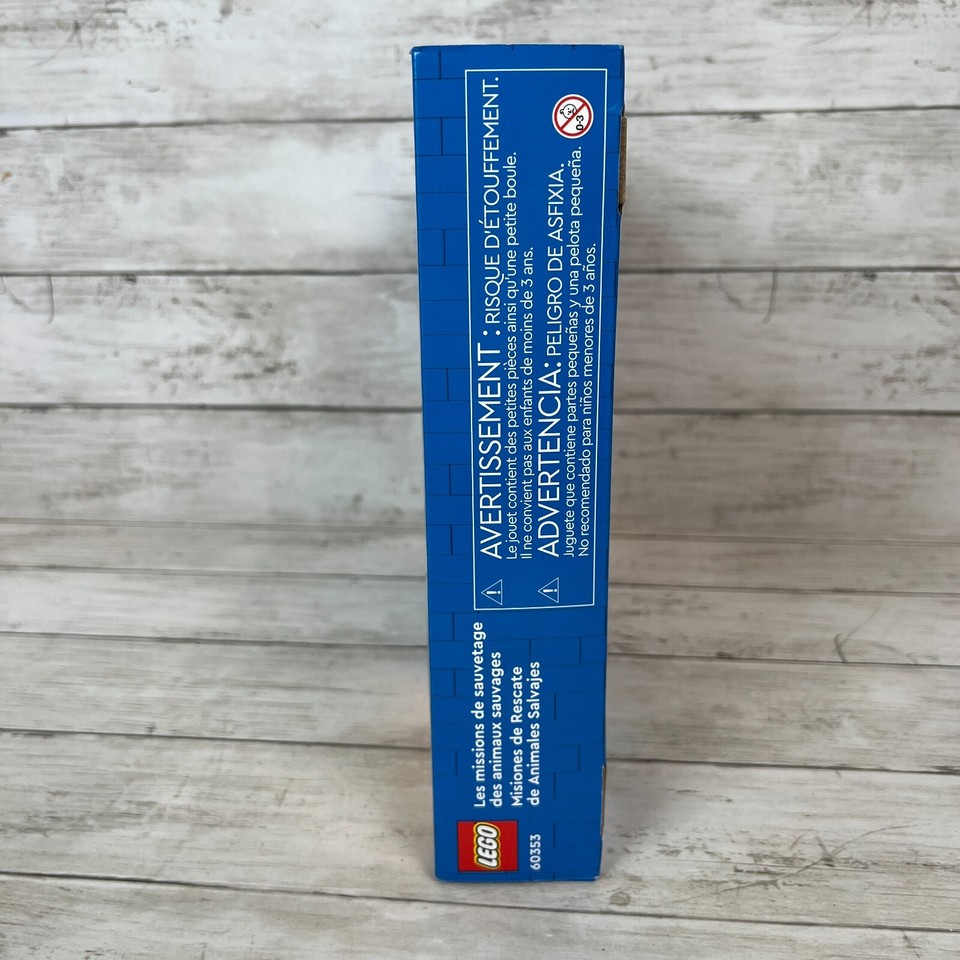 LEGO
60353
Les missions de sauvetage
des animaux sauvages
Misiones de Rescate
de Animales Salvajes
AVERTISSEMENT : RISQUE D'ÉTOUFFEMENT.
Le jouet contient des petites pièces ainsi qu'une petite boule.
Il ne convient pas aux enfants de moins de 3 ans.
ADVERTENCIA: PELIGRO DE ASFIXIA.
Juguete que contiene partes pequeñas y una pelota pequeña.
No recomendado para niños menores de 3 años.
0-3